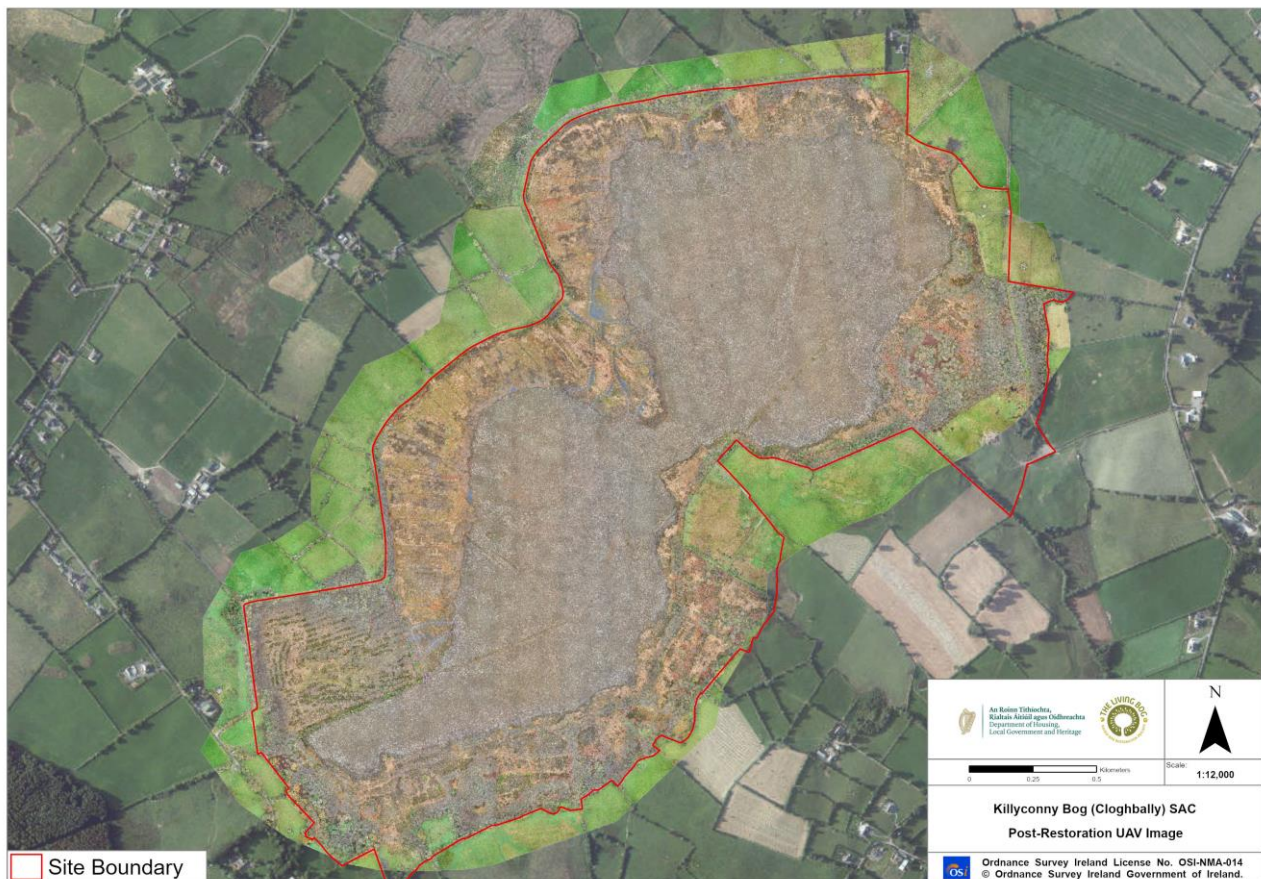 An Roinn Tithíochta,
Rialtais Áitiúil agus Oidhreachta
Department of Housing,
Local Government and Heritage
THE LIVING BOG
N
Kilometers
0 0.25 0.5
Scale:
1:12,000
Killyconny Bog (Cloghbally) SAC
Post-Restoration UAV Image
Site Boundary
OSi
Ordnance Survey Ireland License No. OSI-NMA-014
© Ordnance Survey Ireland Government of Ireland.